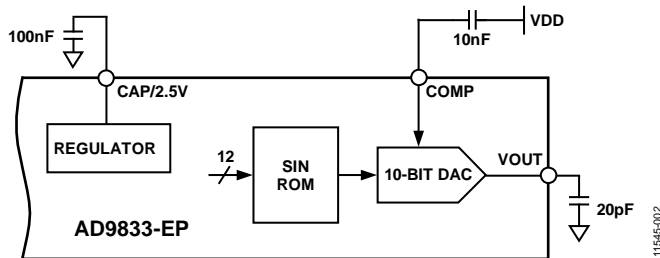 100nF
10nF
VDD
CAP/2.5V
COMP
REGULATOR
12
SIN
ROM
10-BIT DAC
VOUT
20pF
AD9833-EP
11545-002